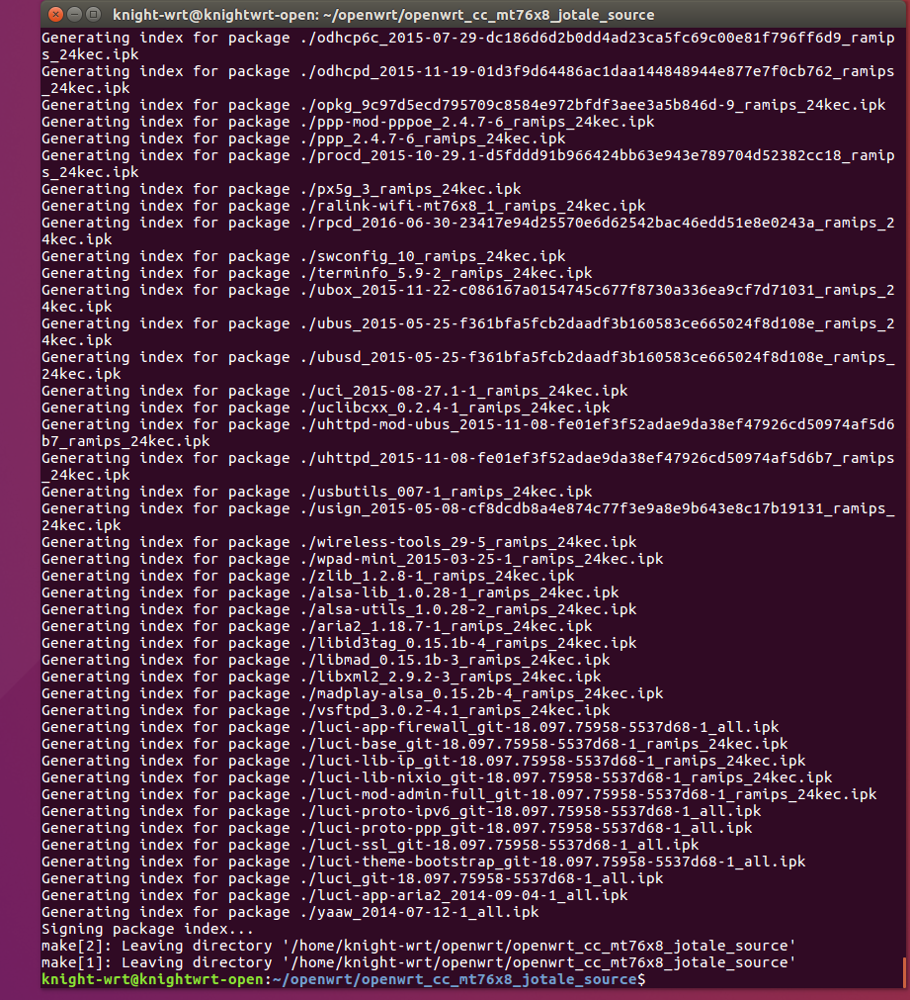 knight-wrt@knightwrt-open: ~/openwrt/openwrt_cc_mt76x8_jotale_source
Generating index for package ./odhcp6c_2015-07-29-dc186d6d2b0dd4ad23ca5fc69c00e81f796ff6d9_ramip
s_24kec.ipk
Generating index for package ./odhcpd_2015-11-19-01d3f9d64486ac1daa144848944e877e7f0cb762_ramips
_24kec.ipk
Generating index for package ./opkg_9c97d5ecd795709c8584e972bfdf3aee3a5b846d-9_ramips_24kec.ipk
Generating index for package ./ppp-mod-pppoe_2.4.7-6_ramips_24kec.ipk
Generating index for package ./ppp_2.4.7-6_ramips_24kec.ipk
Generating index for package ./procd_2015-10-29.1-d5fddd91b966424bb63e943e789704d52382cc18_ramip
s_24kec.ipk
Generating index for package ./px5g_3_ramips_24kec.ipk
Generating index for package ./ralink-wifi-mt76x8_1_ramips_24kec.ipk
Generating index for package ./rpcd_2016-06-30-23417e94d25570e6d62542bac46edd51e8e0243a_ramips_2
4kec.ipk
Generating index for package ./swconfig_10_ramips_24kec.ipk
Generating index for package ./terminfo_5.9-2_ramips_24kec.ipk
Generating index for package ./ubox_2015-11-22-c086167a0154745c677f8730a336ea9cf7d71031_ramips_2
4kec.ipk
Generating index for package ./ubus_2015-05-25-f361bfa5fcb2daadf3b160583ce665024f8d108e_ramips_2
4kec.ipk
Generating index for package ./ubusd_2015-05-25-f361bfa5fcb2daadf3b160583ce665024f8d108e_ramips_
24kec.ipk
Generating index for package ./uci_2015-08-27.1-1_ramips_24kec.ipk
Generating index for package ./uclibcxx_0.2.4-1_ramips_24kec.ipk
Generating index for package ./uhttpd-mod-ubus_2015-11-08-fe01ef3f52adae9da38ef47926cd50974af5d6
b7_ramips_24kec.ipk
Generating index for package ./uhttpd_2015-11-08-fe01ef3f52adae9da38ef47926cd50974af5d6b7_ramips
_24kec.ipk
Generating index for package ./usbutils_007-1_ramips_24kec.ipk
Generating index for package ./usign_2015-05-08-cf8dcdb8a4e874c77f3e9a8e9b643e8c17b19131_ramips_
24kec.ipk
Generating index for package ./wireless-tools_29-5_ramips_24kec.ipk
Generating index for package ./wpad-mini_2015-03-25-1_ramips_24kec.ipk
Generating index for package ./zlib_1.2.8-1_ramips_24kec.ipk
Generating index for package ./alsa-lib_1.0.28-1_ramips_24kec.ipk
Generating index for package ./alsa-utils_1.0.28-2_ramips_24kec.ipk
Generating index for package ./aria2_1.18.7-1_ramips_24kec.ipk
Generating index for package ./libid3tag_0.15.1b-4_ramips_24kec.ipk
Generating index for package ./libmad_0.15.1b-3_ramips_24kec.ipk
Generating index for package ./libxml2_2.9.2-3_ramips_24kec.ipk
Generating index for package ./madplay-alsa_0.15.2b-4_ramips_24kec.ipk
Generating index for package ./vsftpd_3.0.2-4.1_ramips_24kec.ipk
Generating index for package ./luci-app-firewall_git-18.097.75958-5537d68-1_all.ipk
Generating index for package ./luci-base_git-18.097.75958-5537d68-1_ramips_24kec.ipk
Generating index for package ./luci-lib-ip_git-18.097.75958-5537d68-1_ramips_24kec.ipk
Generating index for package ./luci-lib-nixio_git-18.097.75958-5537d68-1_ramips_24kec.ipk
Generating index for package ./luci-mod-admin-full_git-18.097.75958-5537d68-1_ramips_24kec.ipk
Generating index for package ./luci-proto-ipv6_git-18.097.75958-5537d68-1_all.ipk
Generating index for package ./luci-proto-ppp_git-18.097.75958-5537d68-1_all.ipk
Generating index for package ./luci-ssl_git-18.097.75958-5537d68-1_all.ipk
Generating index for package ./luci-theme-bootstrap_git-18.097.75958-5537d68-1_all.ipk
Generating index for package ./luci_git-18.097.75958-5537d68-1_all.ipk
Generating index for package ./luci-app-aria2_2014-09-04-1_all.ipk
Generating index for package ./yaaw_2014-07-12-1_all.ipk
Signing package index...
make[2]: Leaving directory '/home/knight-wrt/openwrt/openwrt_cc_mt76x8_jotale_source'
make[1]: Leaving directory '/home/knight-wrt/openwrt/openwrt_cc_mt76x8_jotale_source'
knight-wrt@knightwrt-open:~/openwrt/openwrt_cc_mt76x8_jotale_source$